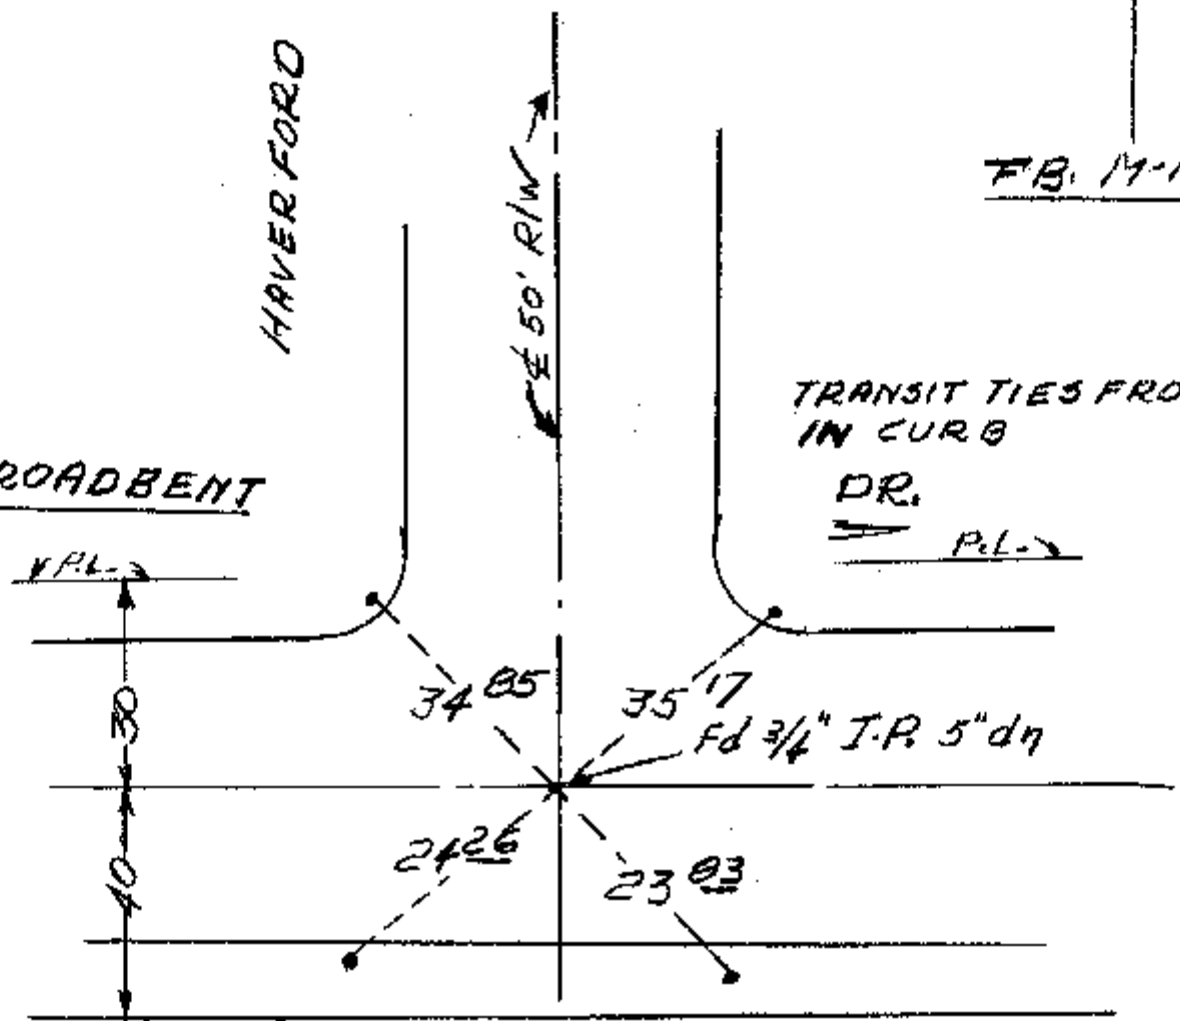 HAVERFORD
℄ 50' R/W
F.B. M-
TRANSIT TIES FRO
IN CURB
ROADBENT
DR.
P.L.
P.L.
34 85
35 17
Fd 3/4" I.P. 5" dn
30
40
24 26
23 83